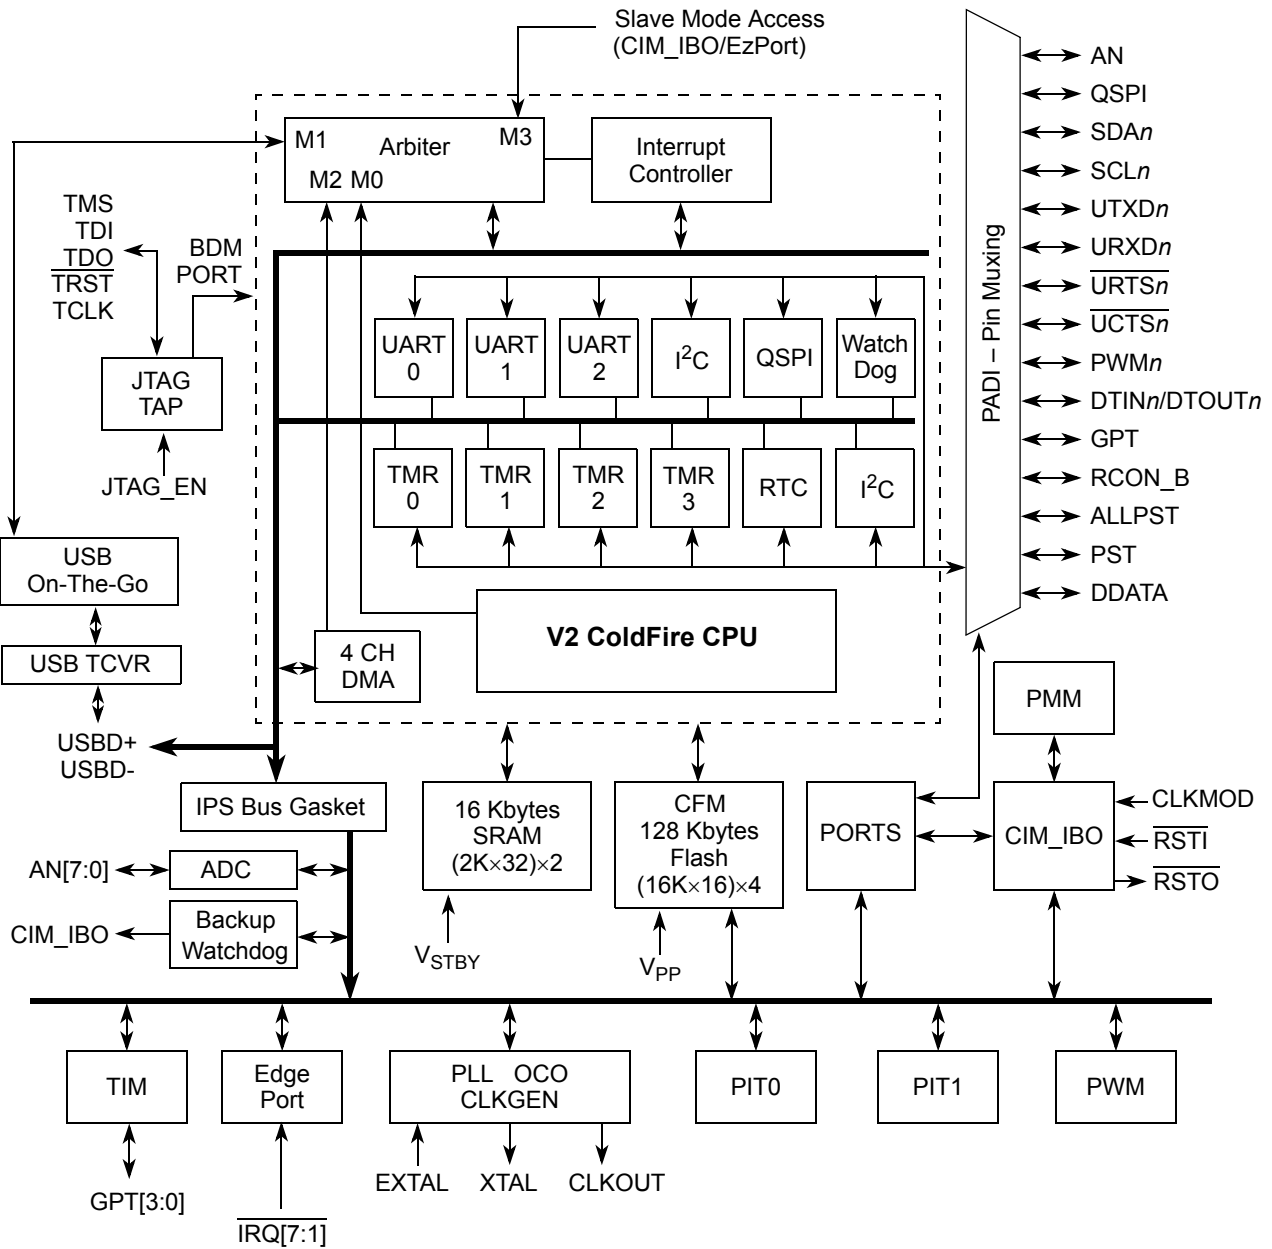 Slave Mode Access
(CIM_IBO/EzPort)
M1
Arbiter
M3
M2 M0
Interrupt
Controller
TMS
TDI
TDO
TRST
TCLK
BDM
PORT
JTAG
TAP
JTAG_EN
USB
On-The-Go
USB TCVR
USBD+
USBD-
UART
0
UART
1
UART
2
I²C
QSPI
Watch
Dog
TMR
0
TMR
1
TMR
2
TMR
3
RTC
I²C
V2 ColdFire CPU
4 CH
DMA
PADI – Pin Muxing
AN
QSPI
SDAn
SCLn
UTXDn
URXDn
URTSn
UCTSn
PWMn
DTINn/DTOUTn
GPT
RCON_B
ALLPST
PST
DDATA
PMM
IPS Bus Gasket
AN[7:0]
ADC
CIM_IBO
Backup
Watchdog
16 Kbytes
SRAM
(2K×32)×2
VSTBY
CFM
128 Kbytes
Flash
(16K×16)×4
VPP
PORTS
CIM_IBO
CLKMOD
RSTI
RSTO
TIM
GPT[3:0]
Edge
Port
IRQ[7:1]
PLL OCO
CLKGEN
EXTAL
XTAL
CLKOUT
PIT0
PIT1
PWM